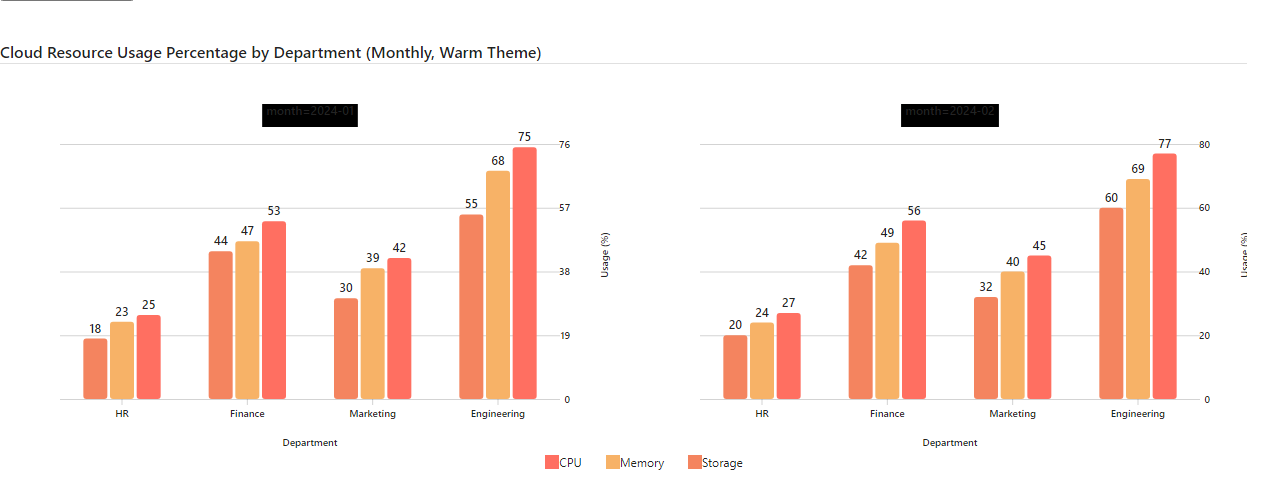 Cloud Resource Usage Percentage by Department (Monthly, Warm Theme)
month=2024-01
75
76
68
55
57
53
47
44
42
39
38
30
25
23
18
19
0
Usage (%)
HR
Finance
Marketing
Engineering
Department
month=2024-02
77
80
69
60
60
56
49
42
45
40
40
32
27
24
20
20
0
Usage (%)
HR
Finance
Marketing
Engineering
Department
CPU
Memory
Storage